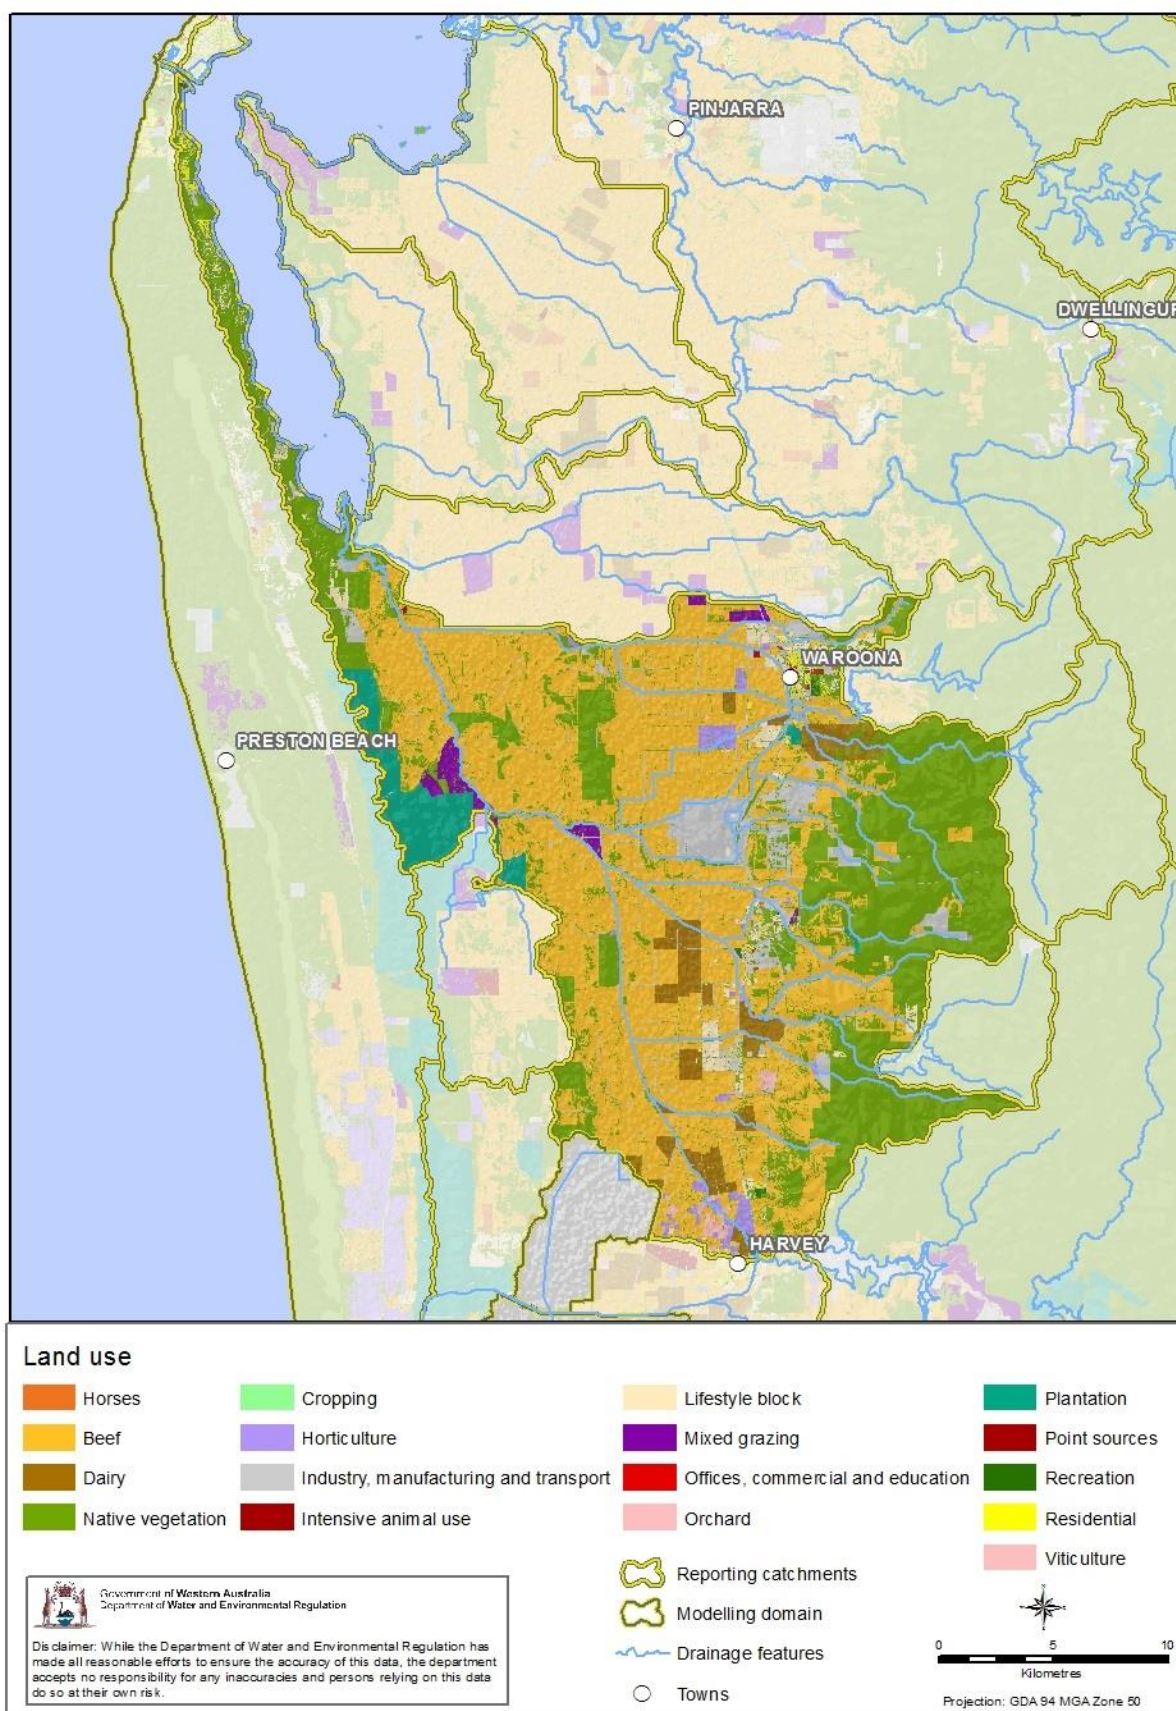 PINJARRA
DWELLINGUP
WAROONA
PRESTON BEACH
HARVEY
Land use
Horses
Beef
Dairy
Native vegetation
Cropping
Horticulture
Industry, manufacturing and transport
Intensive animal use
Lifestyle block
Mixed grazing
Offices, commercial and education
Orchard
Plantation
Point sources
Recreation
Residential
Viticulture
Reporting catchments
Modelling domain
Drainage features
Towns
Government of Western Australia
Department of Water and Environmental Regulation
Disclaimer: While the Department of Water and Environmental Regulation has
made all reasonable efforts to ensure the accuracy of this data, the department
accepts no responsibility for any inaccuracies and persons relying on this data
do so at their own risk.
N
0 5 10
Kilometres
Projection: GDA 94 MGA Zone 50